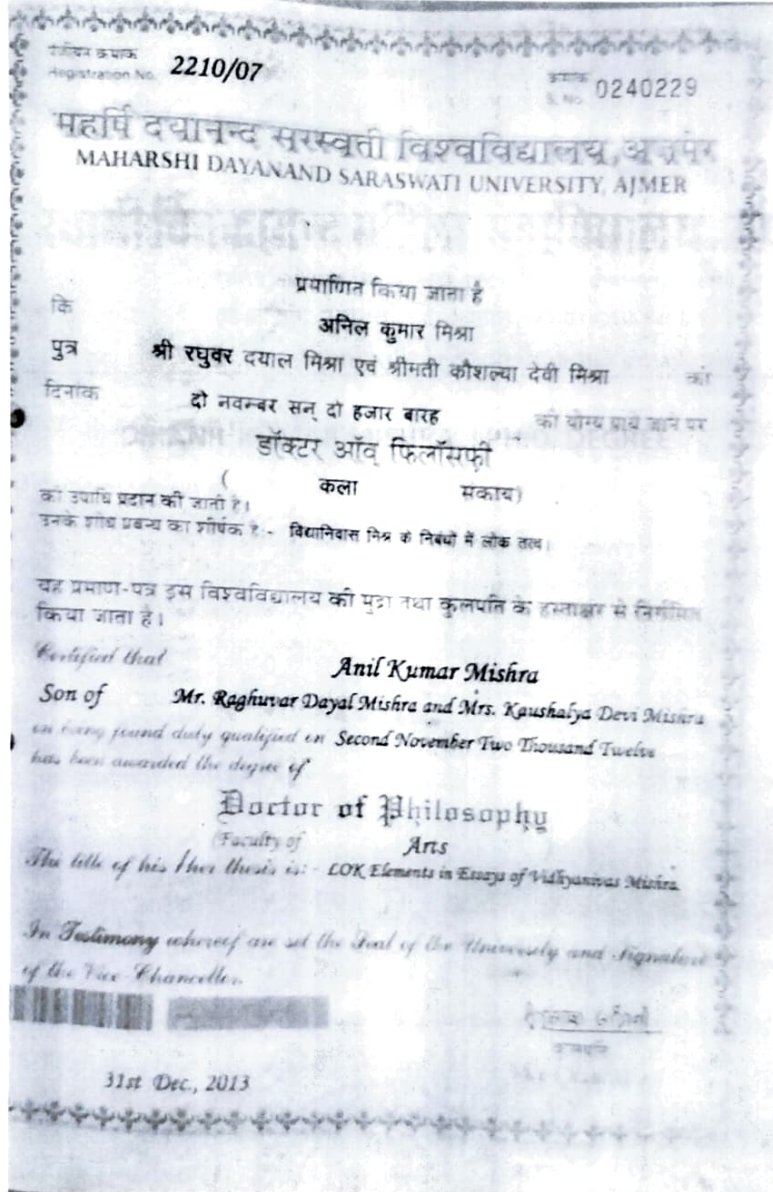 पंजीयन क्रमांक
Registration No. 2210/07
क्रमांक
S. No. 0240229
महर्षि दयानन्द सरस्वती विश्वविद्यालय, अजमेर
MAHARSHI DAYANAND SARASWATI UNIVERSITY, AJMER
प्रमाणित किया जाता है
कि अनिल कुमार मिश्रा
पुत्र श्री रघुवर दयाल मिश्रा एवं श्रीमती कौशल्या देवी मिश्रा को
दिनांक दो नवम्बर सन् दो हजार बारह को योग्य पाये जाने पर
डॉक्टर ऑव् फिलॉसफी
( कला संकाय)
की उपाधि प्रदान की जाती है।
उनके शोध प्रबन्ध का शीर्षक है:- विद्यानिवास मिश्र के निबंधों में लोक तत्व।
यह प्रमाण-पत्र इस विश्वविद्यालय की मुद्रा तथा कुलपति के हस्ताक्षर से निर्गमित
किया जाता है।
Certified that Anil Kumar Mishra
Son of Mr. Raghuvar Dayal Mishra and Mrs. Kaushalya Devi Mishra
on being found duly qualified on Second November Two Thousand Twelve
has been awarded the degree of
Doctor of Philosophy
(Faculty of Arts
The title of his / her thesis is:- LOK Elements in Essays of Vidhyanivas Mishra.
In Testimony whereof are set the Seal of the University and Signature
of the Vice Chancellor.
कुलपति
31st Dec., 2013